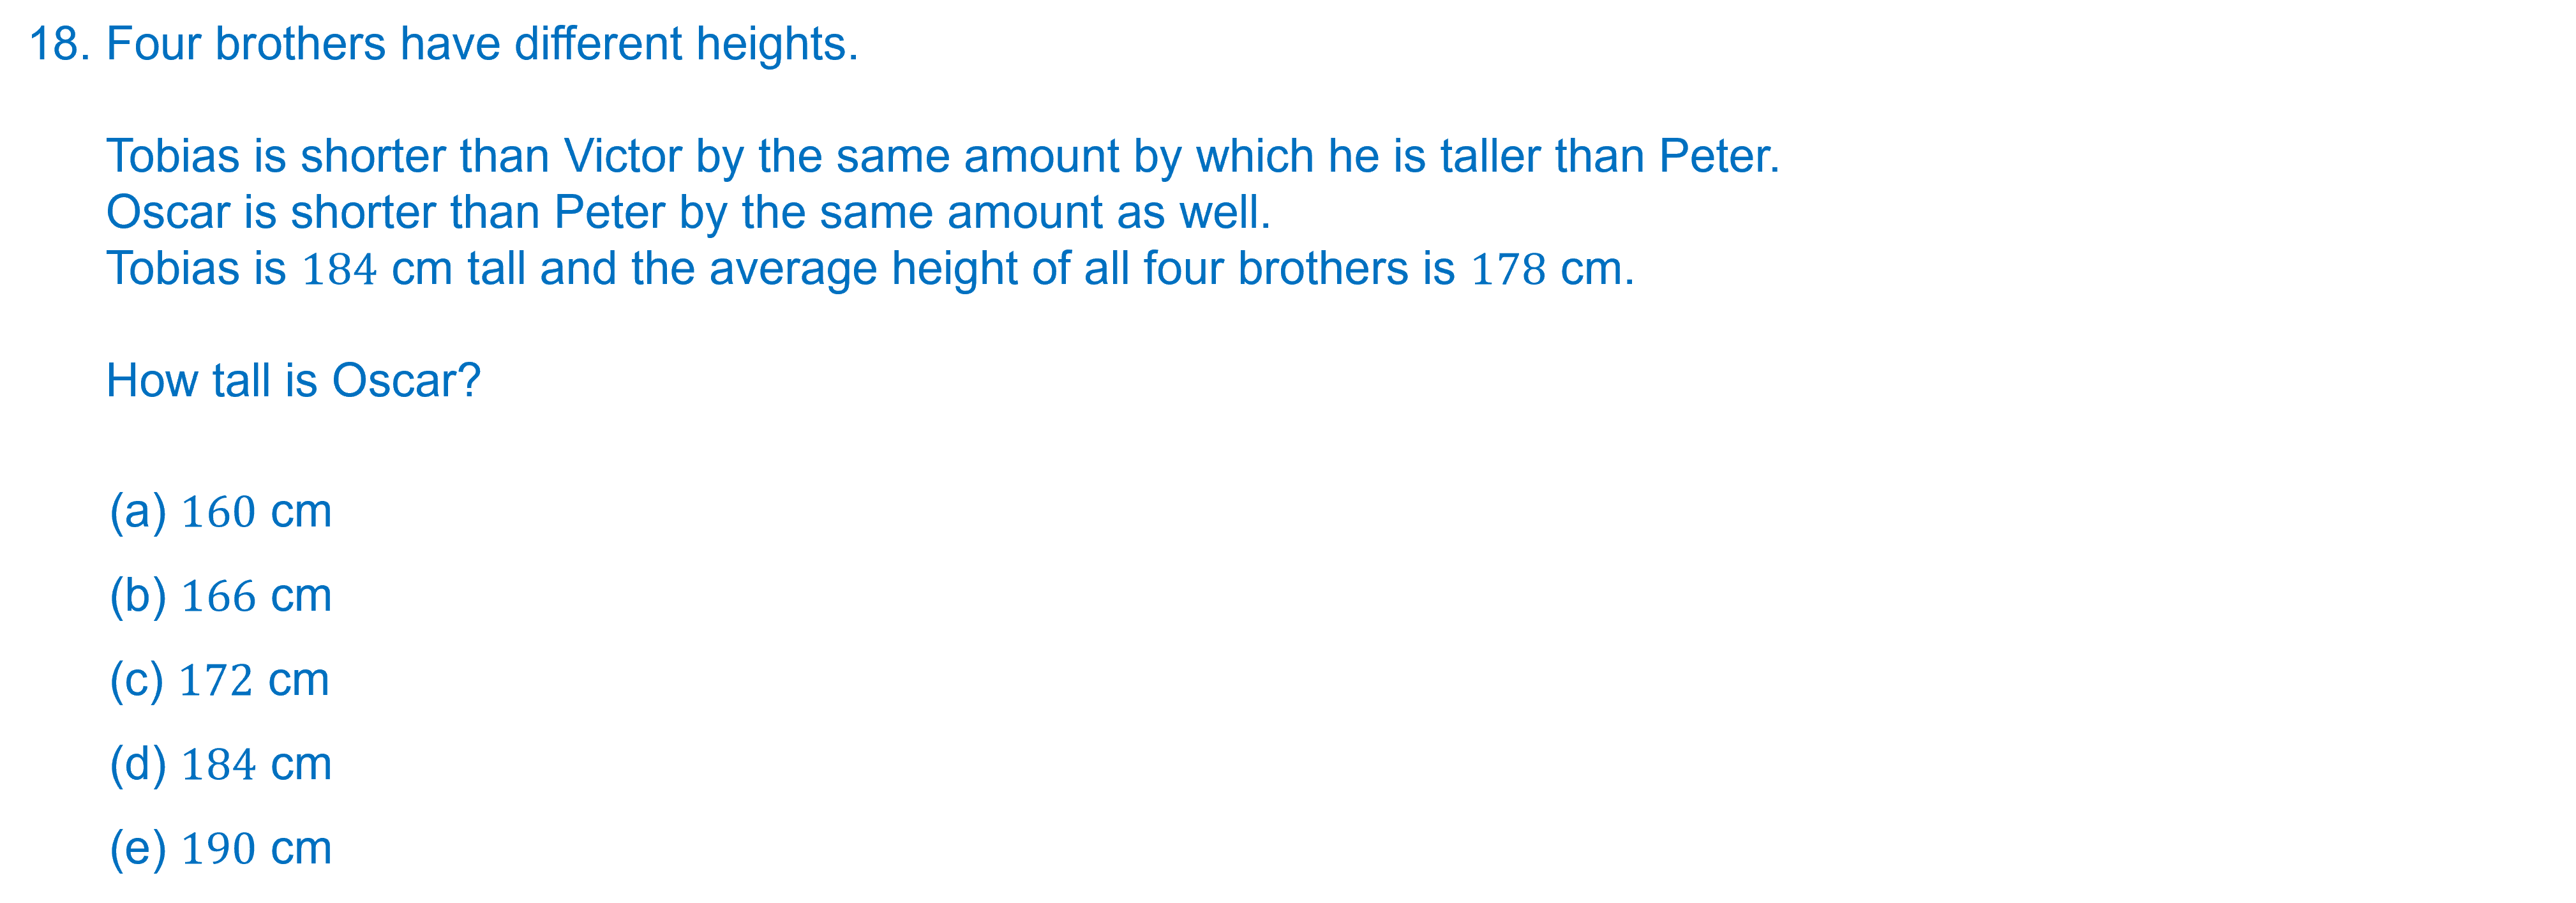 18. Four brothers have different heights.
Tobias is shorter than Victor by the same amount by which he is taller than Peter.
Oscar is shorter than Peter by the same amount as well.
Tobias is 184 cm tall and the average height of all four brothers is 178 cm.
How tall is Oscar?
(a) 160 cm
(b) 166 cm
(c) 172 cm
(d) 184 cm
(e) 190 cm